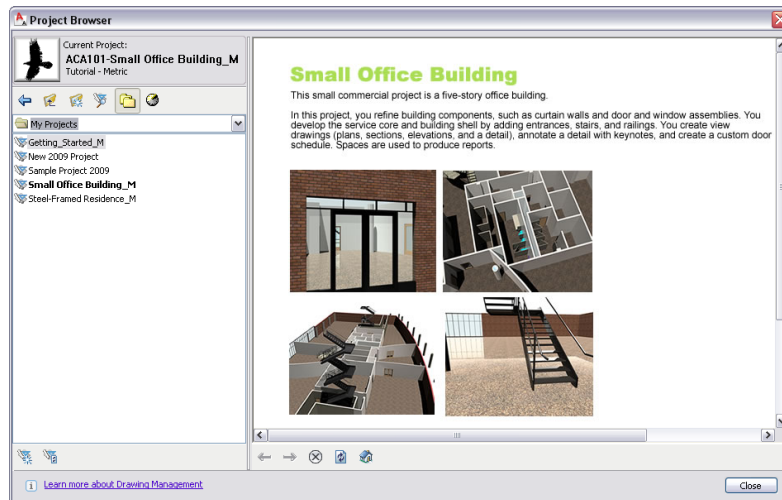 Project Browser
Current Project:
ACA101-Small Office Building_M
Tutorial - Metric
My Projects
Getting_Started_M
New 2009 Project
Sample Project 2009
Small Office Building_M
Steel-Framed Residence_M
Small Office Building
This small commercial project is a five-story office building.
In this project, you refine building components, such as curtain walls and door and window assemblies. You
develop the service core and building shell by adding entrances, stairs, and railings. You create view
drawings (plans, sections, elevations, and a detail), annotate a detail with keynotes, and create a custom door
schedule. Spaces are used to produce reports.
Learn more about Drawing Management
Close